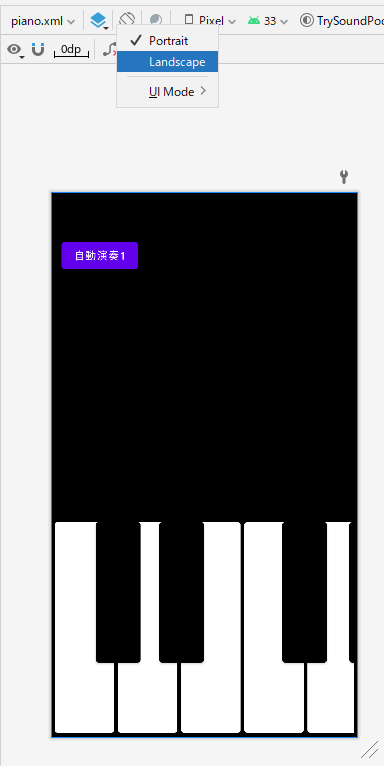 piano.xml Pixel 33 TrySoundPoo
Portrait
0dp
Landscape
UI Mode
自動演奏1